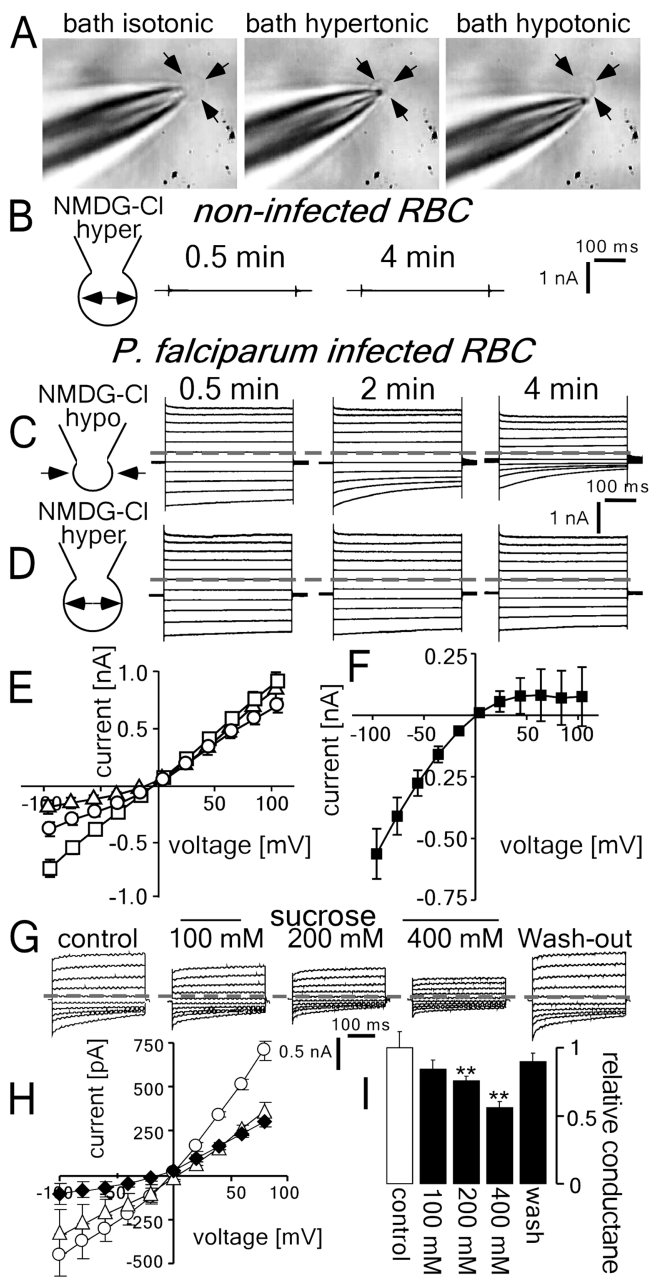 A
bath isotonic
bath hypertonic
bath hypotonic
B
NMDG-Cl
hyper
non-infected RBC
0.5 min
4 min
100 ms
1 nA
P. falciparum infected RBC
C
NMDG-Cl
hypo
0.5 min
2 min
4 min
100 ms
1 nA
D
NMDG-Cl
hyper
E
current [nA]
1.0
0.5
-100
-50
50
100
-0.5
-1.0
voltage [mV]
F
current [nA]
0.25
-100
-50
50
100
0.25
-0.50
-0.75
voltage [mV]
G
control
sucrose
100 mM
200 mM
400 mM
Wash-out
100 ms
0.5 nA
H
current [pA]
750
500
250
-100
50
100
-250
-500
voltage [mV]
**
**
1
0.5
0
relative conductane
control
100 mM
200 mM
400 mM
wash